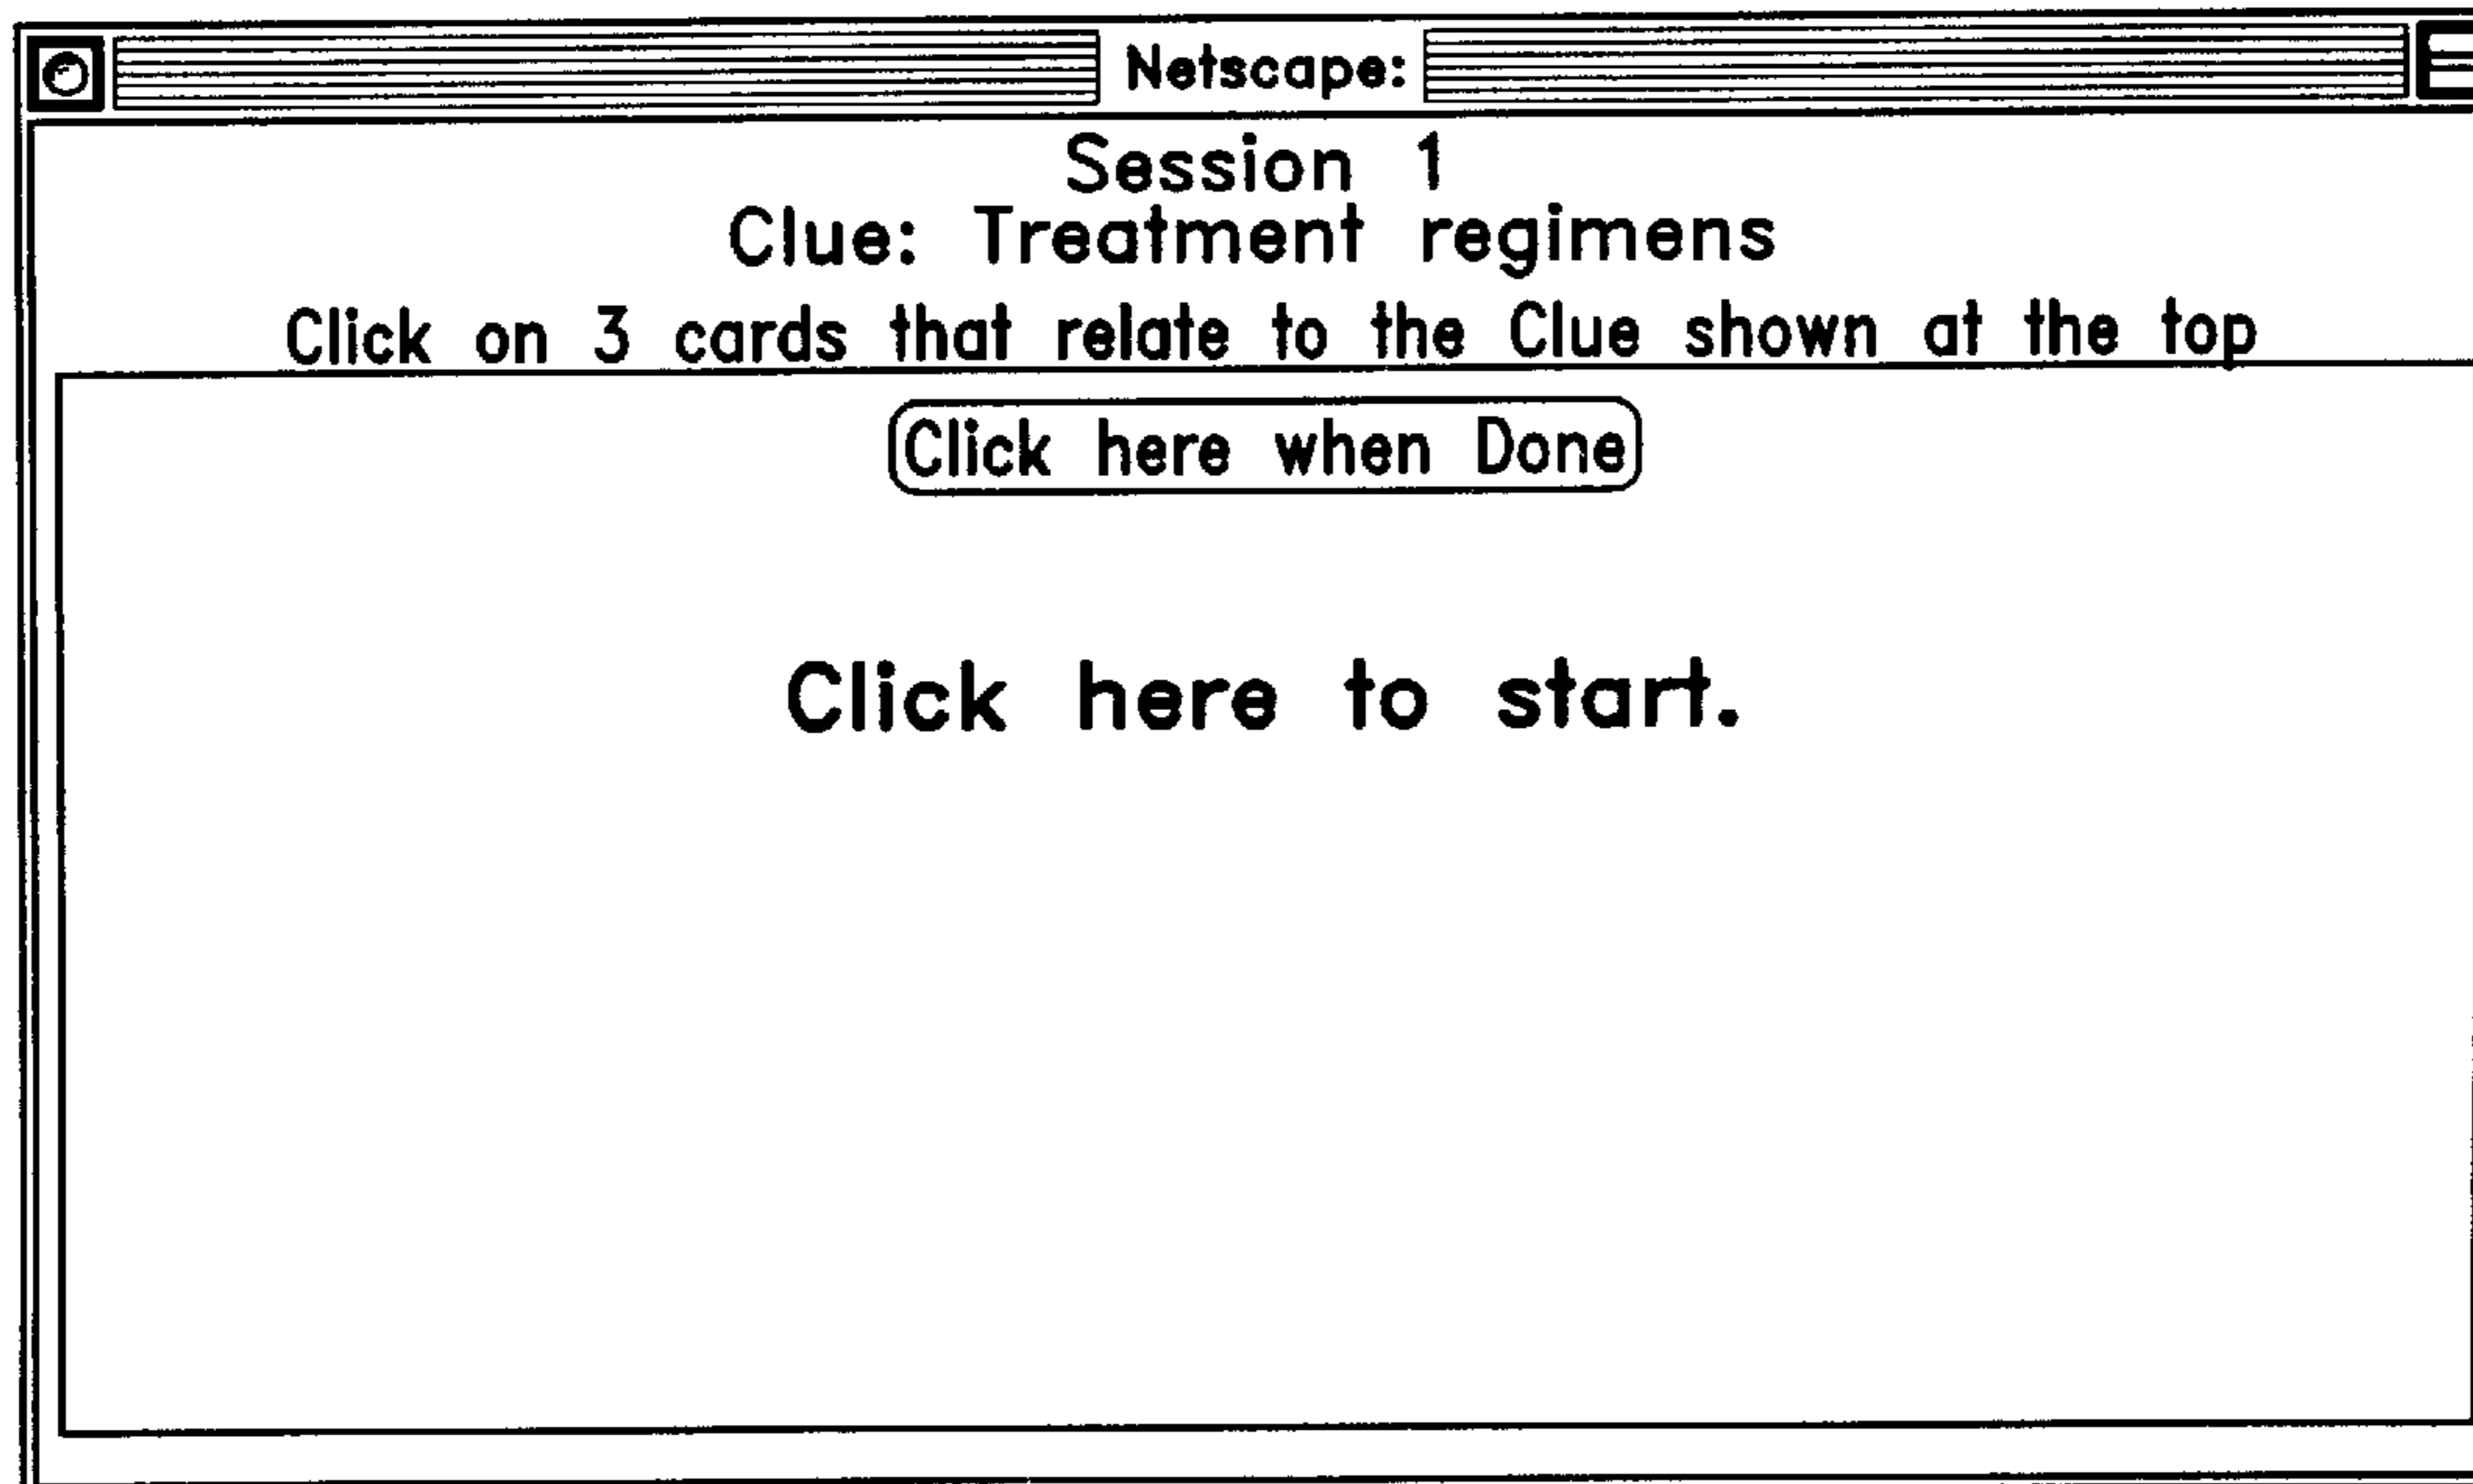 Netscape:
Session 1
Clue: Treatment regimens
Click on 3 cards that relate to the Clue shown at the top
Click here when Done
Click here to start.